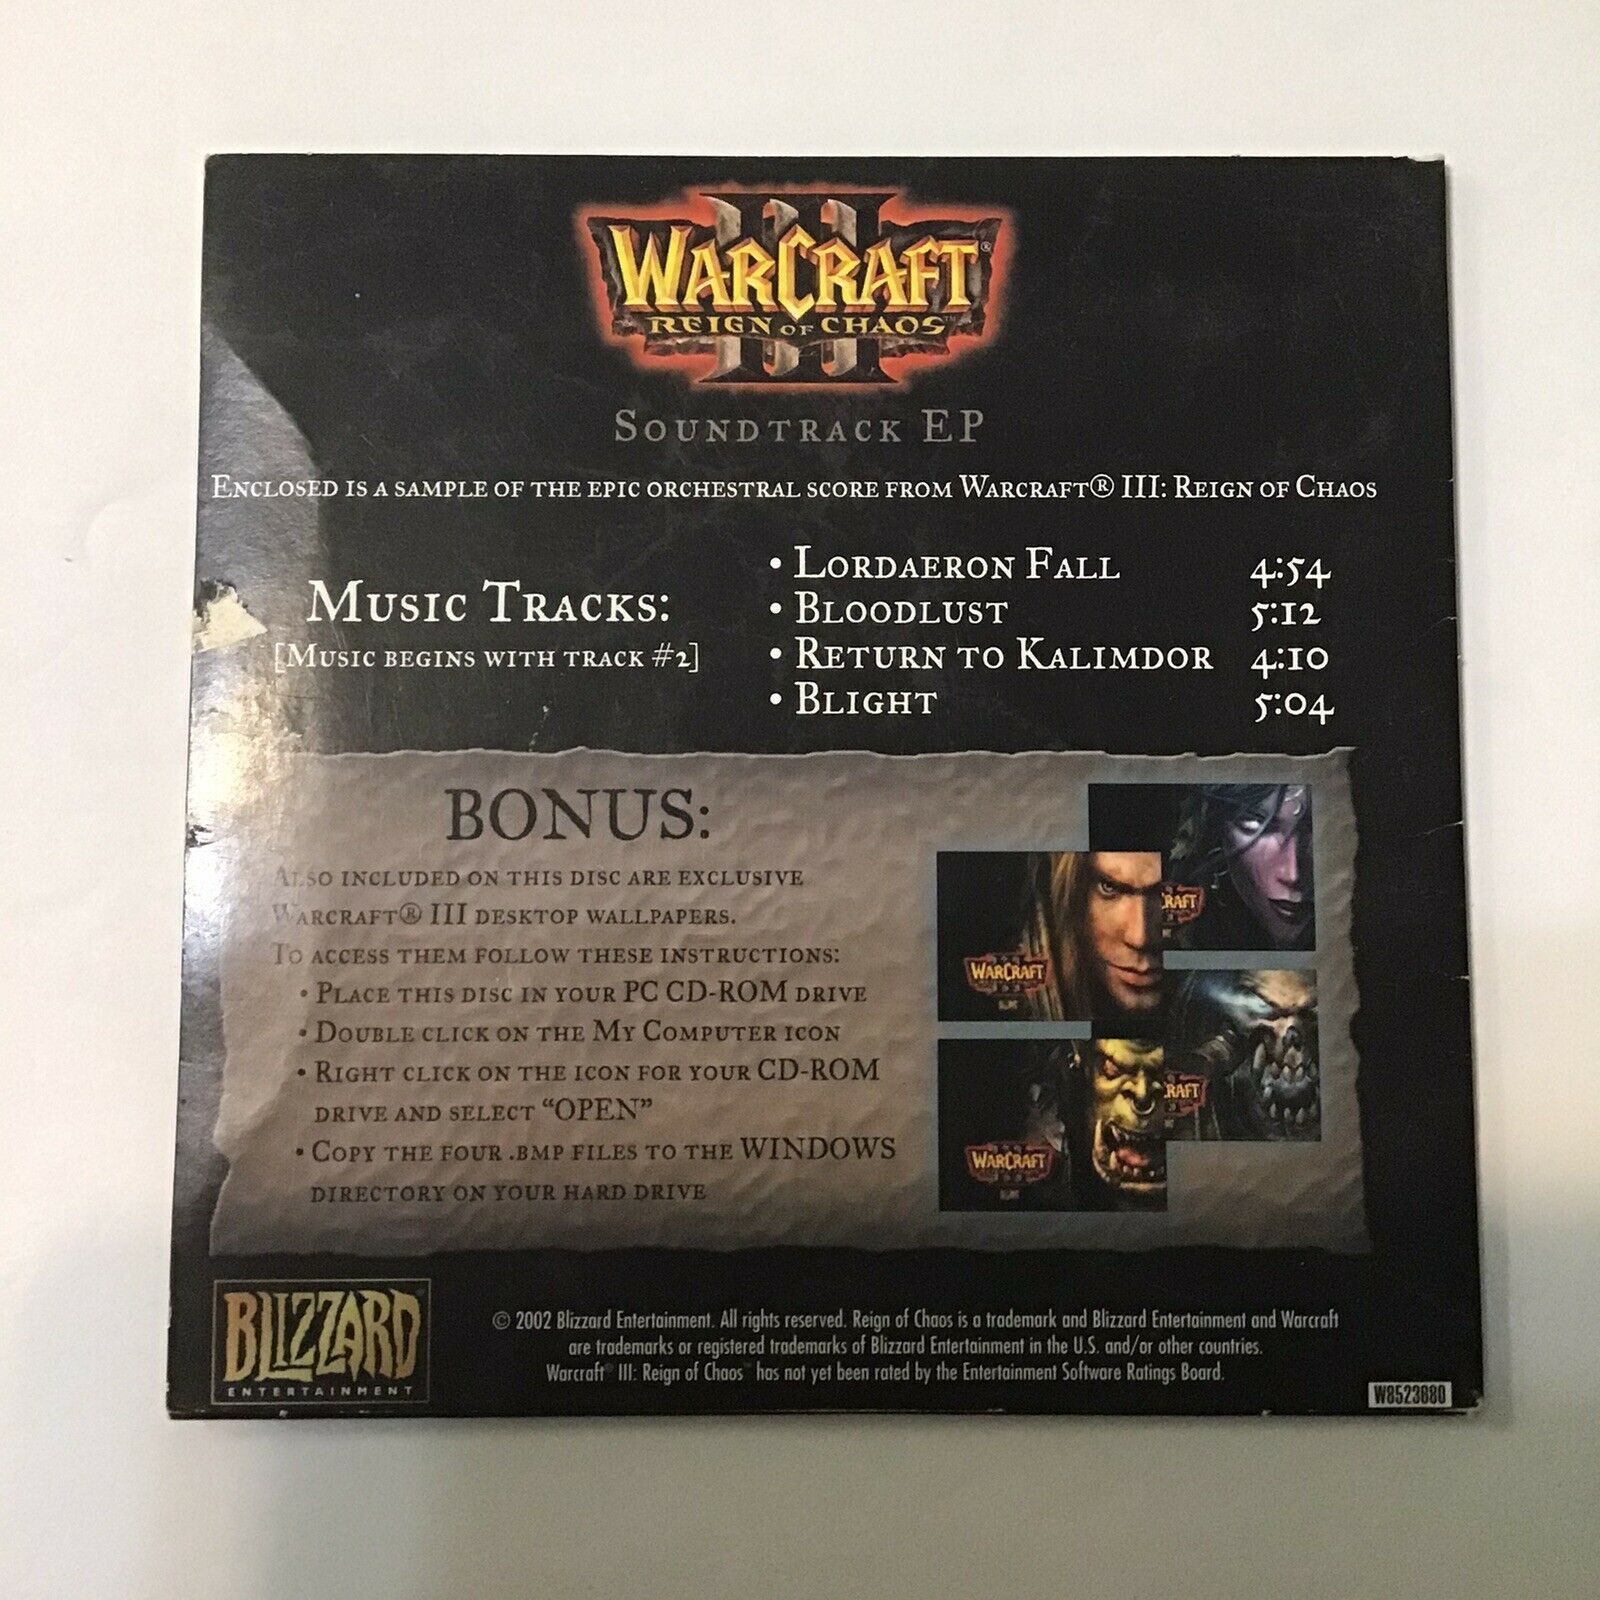 III
WARCRAFT®
REIGN OF CHAOS™
SOUNDTRACK EP
ENCLOSED IS A SAMPLE OF THE EPIC ORCHESTRAL SCORE FROM WARCRAFT® III: REIGN OF CHAOS
MUSIC TRACKS:
[MUSIC BEGINS WITH TRACK #2]
• LORDAERON FALL 4:54
• BLOODLUST 5:12
• RETURN TO KALIMDOR 4:10
• BLIGHT 5:04
BONUS:
ALSO INCLUDED ON THIS DISC ARE EXCLUSIVE
WARCRAFT® III DESKTOP WALLPAPERS.
TO ACCESS THEM FOLLOW THESE INSTRUCTIONS:
• PLACE THIS DISC IN YOUR PC CD-ROM DRIVE
• DOUBLE CLICK ON THE MY COMPUTER ICON
• RIGHT CLICK ON THE ICON FOR YOUR CD-ROM
DRIVE AND SELECT “OPEN”
• COPY THE FOUR .BMP FILES TO THE WINDOWS
DIRECTORY ON YOUR HARD DRIVE
RAFT
WARCRAFT
CRAFT
WARCRAFT
BLIZZARD
ENTERTAINMENT
© 2002 Blizzard Entertainment. All rights reserved. Reign of Chaos is a trademark and Blizzard Entertainment and Warcraft
are trademarks or registered trademarks of Blizzard Entertainment in the U.S. and/or other countries.
Warcraft® III: Reign of Chaos™ has not yet been rated by the Entertainment Software Ratings Board.
W8523880